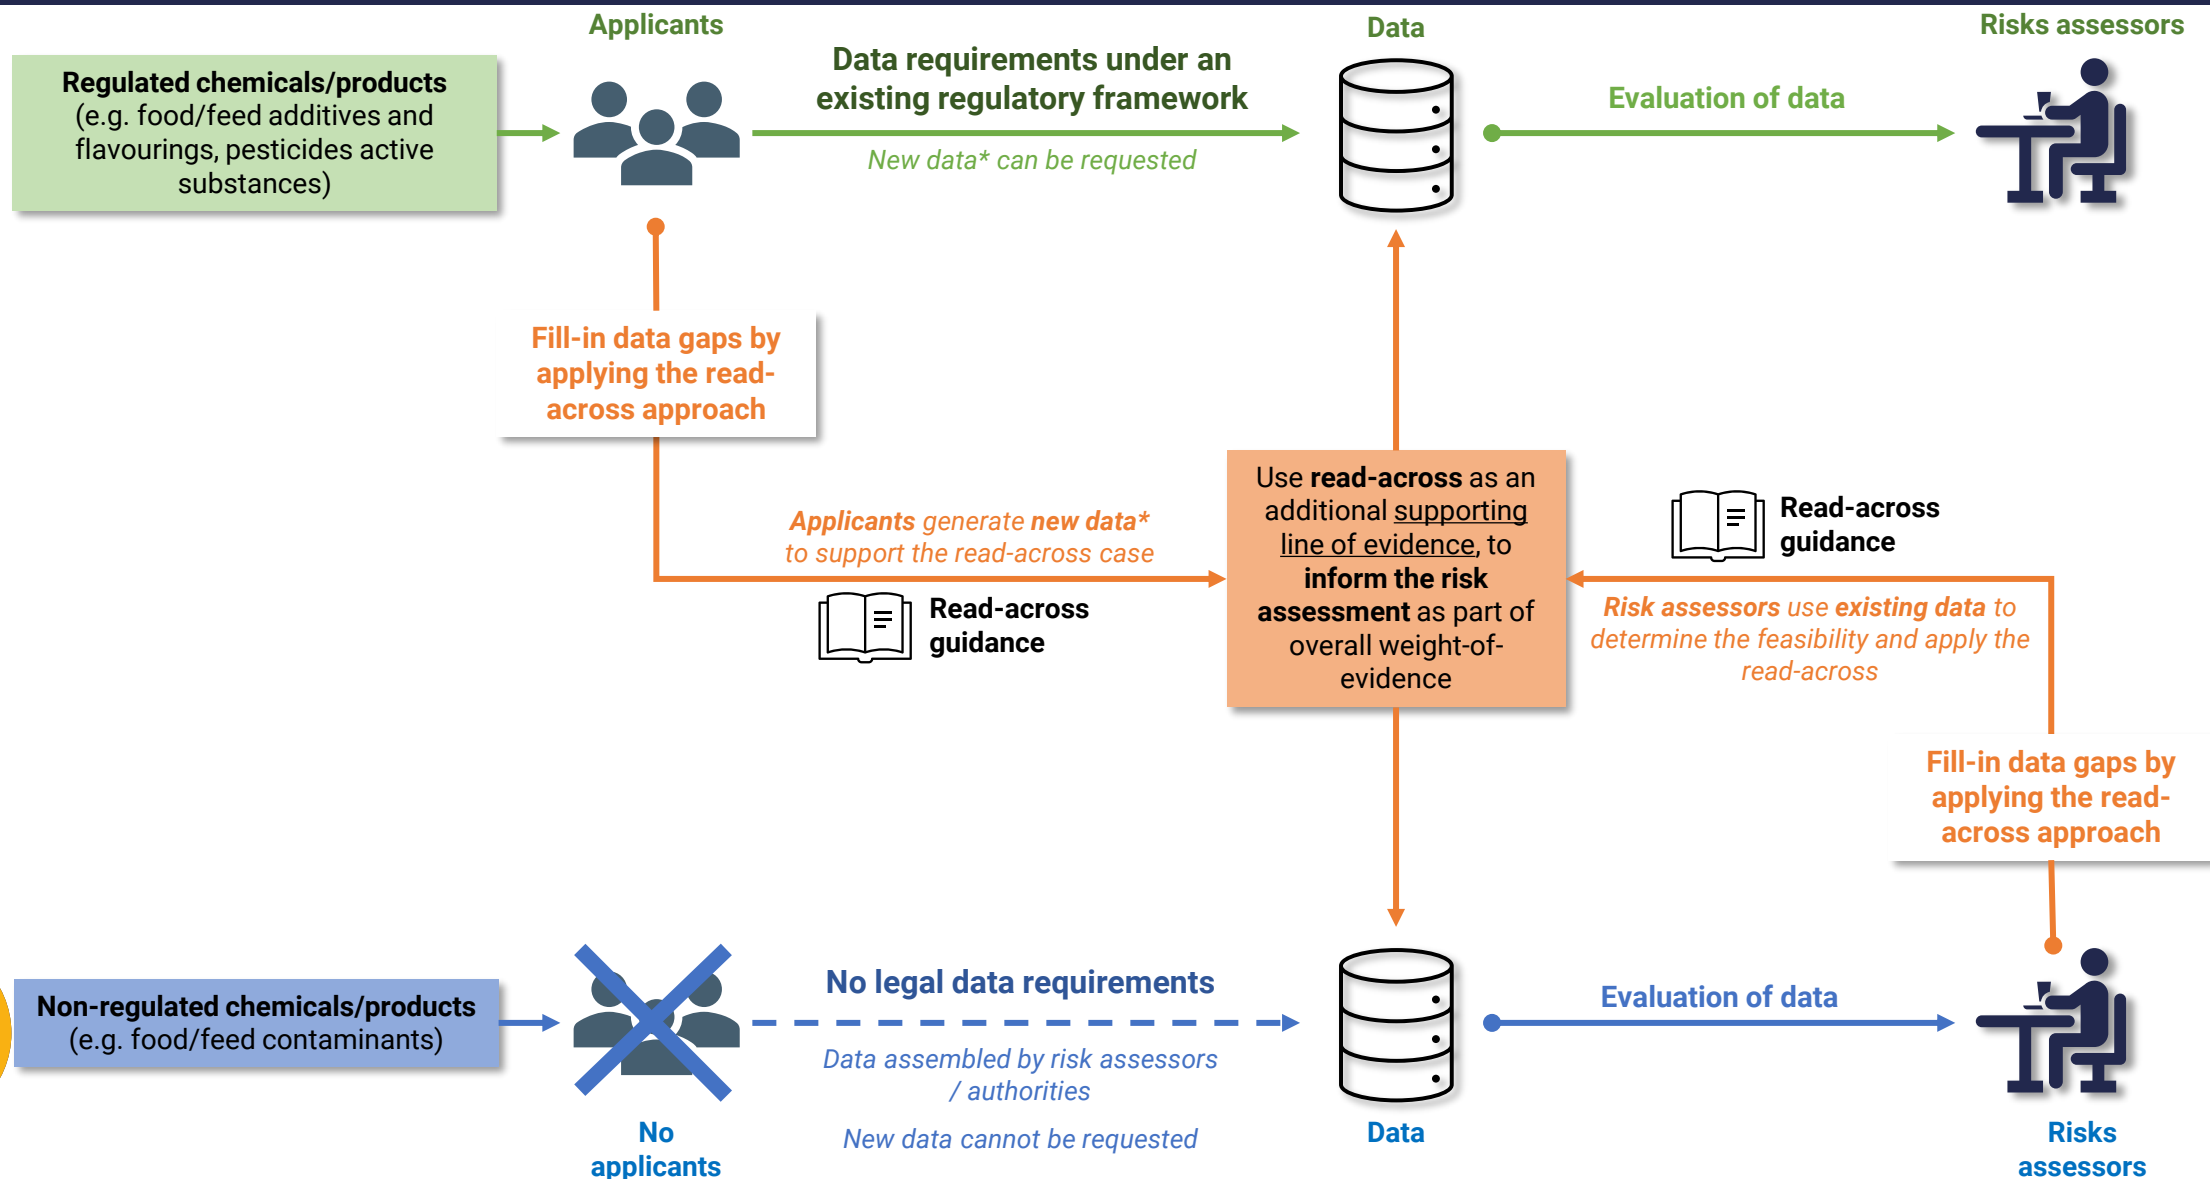 Applicants
Data
Risks assessors
Regulated chemicals/products
(e.g. food/feed additives and
flavourings, pesticides active
substances)
Data requirements under an
existing regulatory framework
New data* can be requested
Evaluation of data
Fill-in data gaps by
applying the read-
across approach
Applicants generate new data*
to support the read-across case
Read-across
guidance
Use read-across as an
additional supporting
line of evidence, to
inform the risk
assessment as part of
overall weight-of-
evidence
Read-across
guidance
Risk assessors use existing data to
determine the feasibility and apply the
read-across
Fill-in data gaps by
applying the read-
across approach
Non-regulated chemicals/products
(e.g. food/feed contaminants)
No legal data requirements
Data assembled by risk assessors
/ authorities
New data cannot be requested
Evaluation of data
No
applicants
Data
Risks
assessors